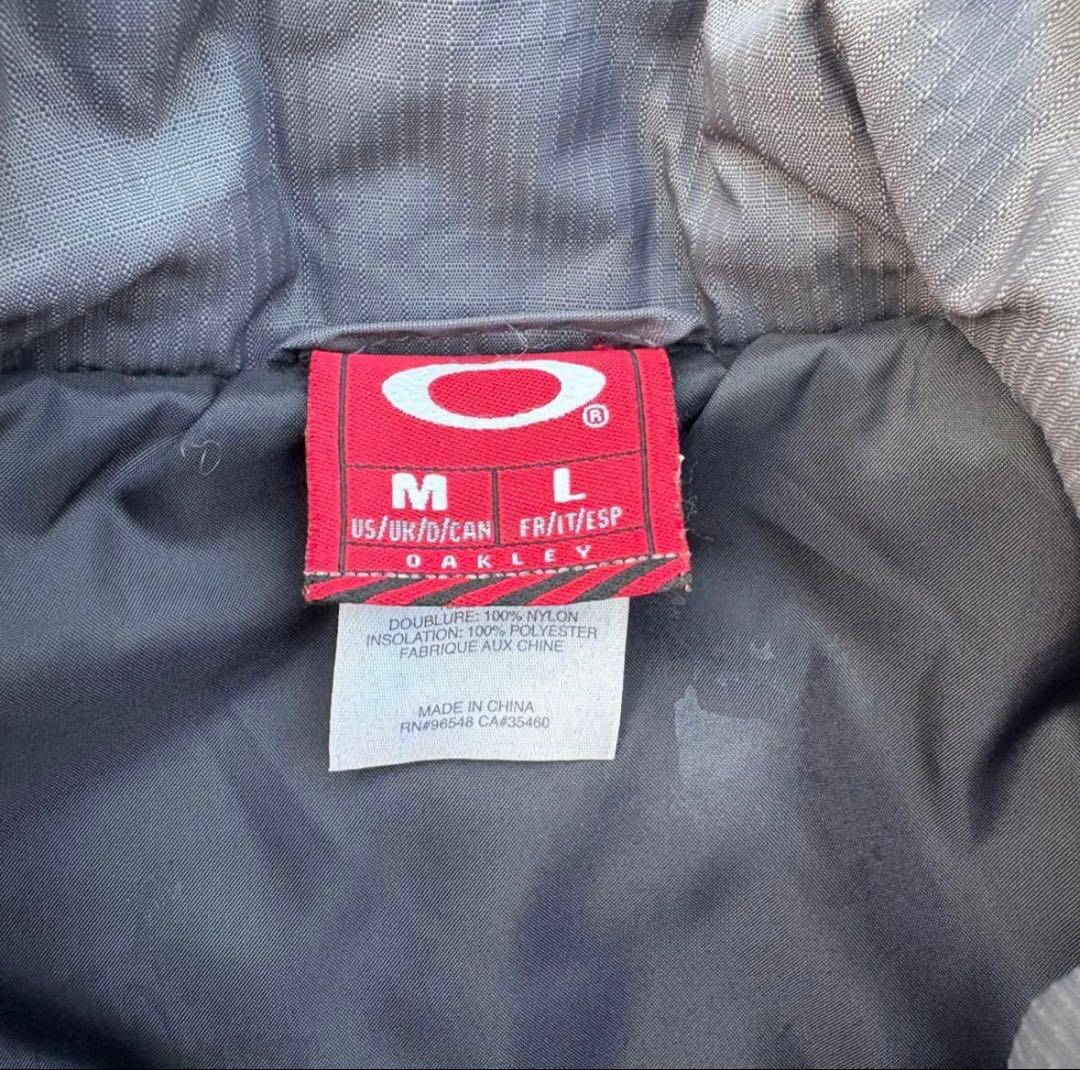 ®
M L
US/UK/D/CAN FR/IT/ESP
OAKLEY
DOUBLURE: 100% NYLON
INSOLATION: 100% POLYESTER
FABRIQUE AUX CHINE
MADE IN CHINA
RN#96548 CA#35460